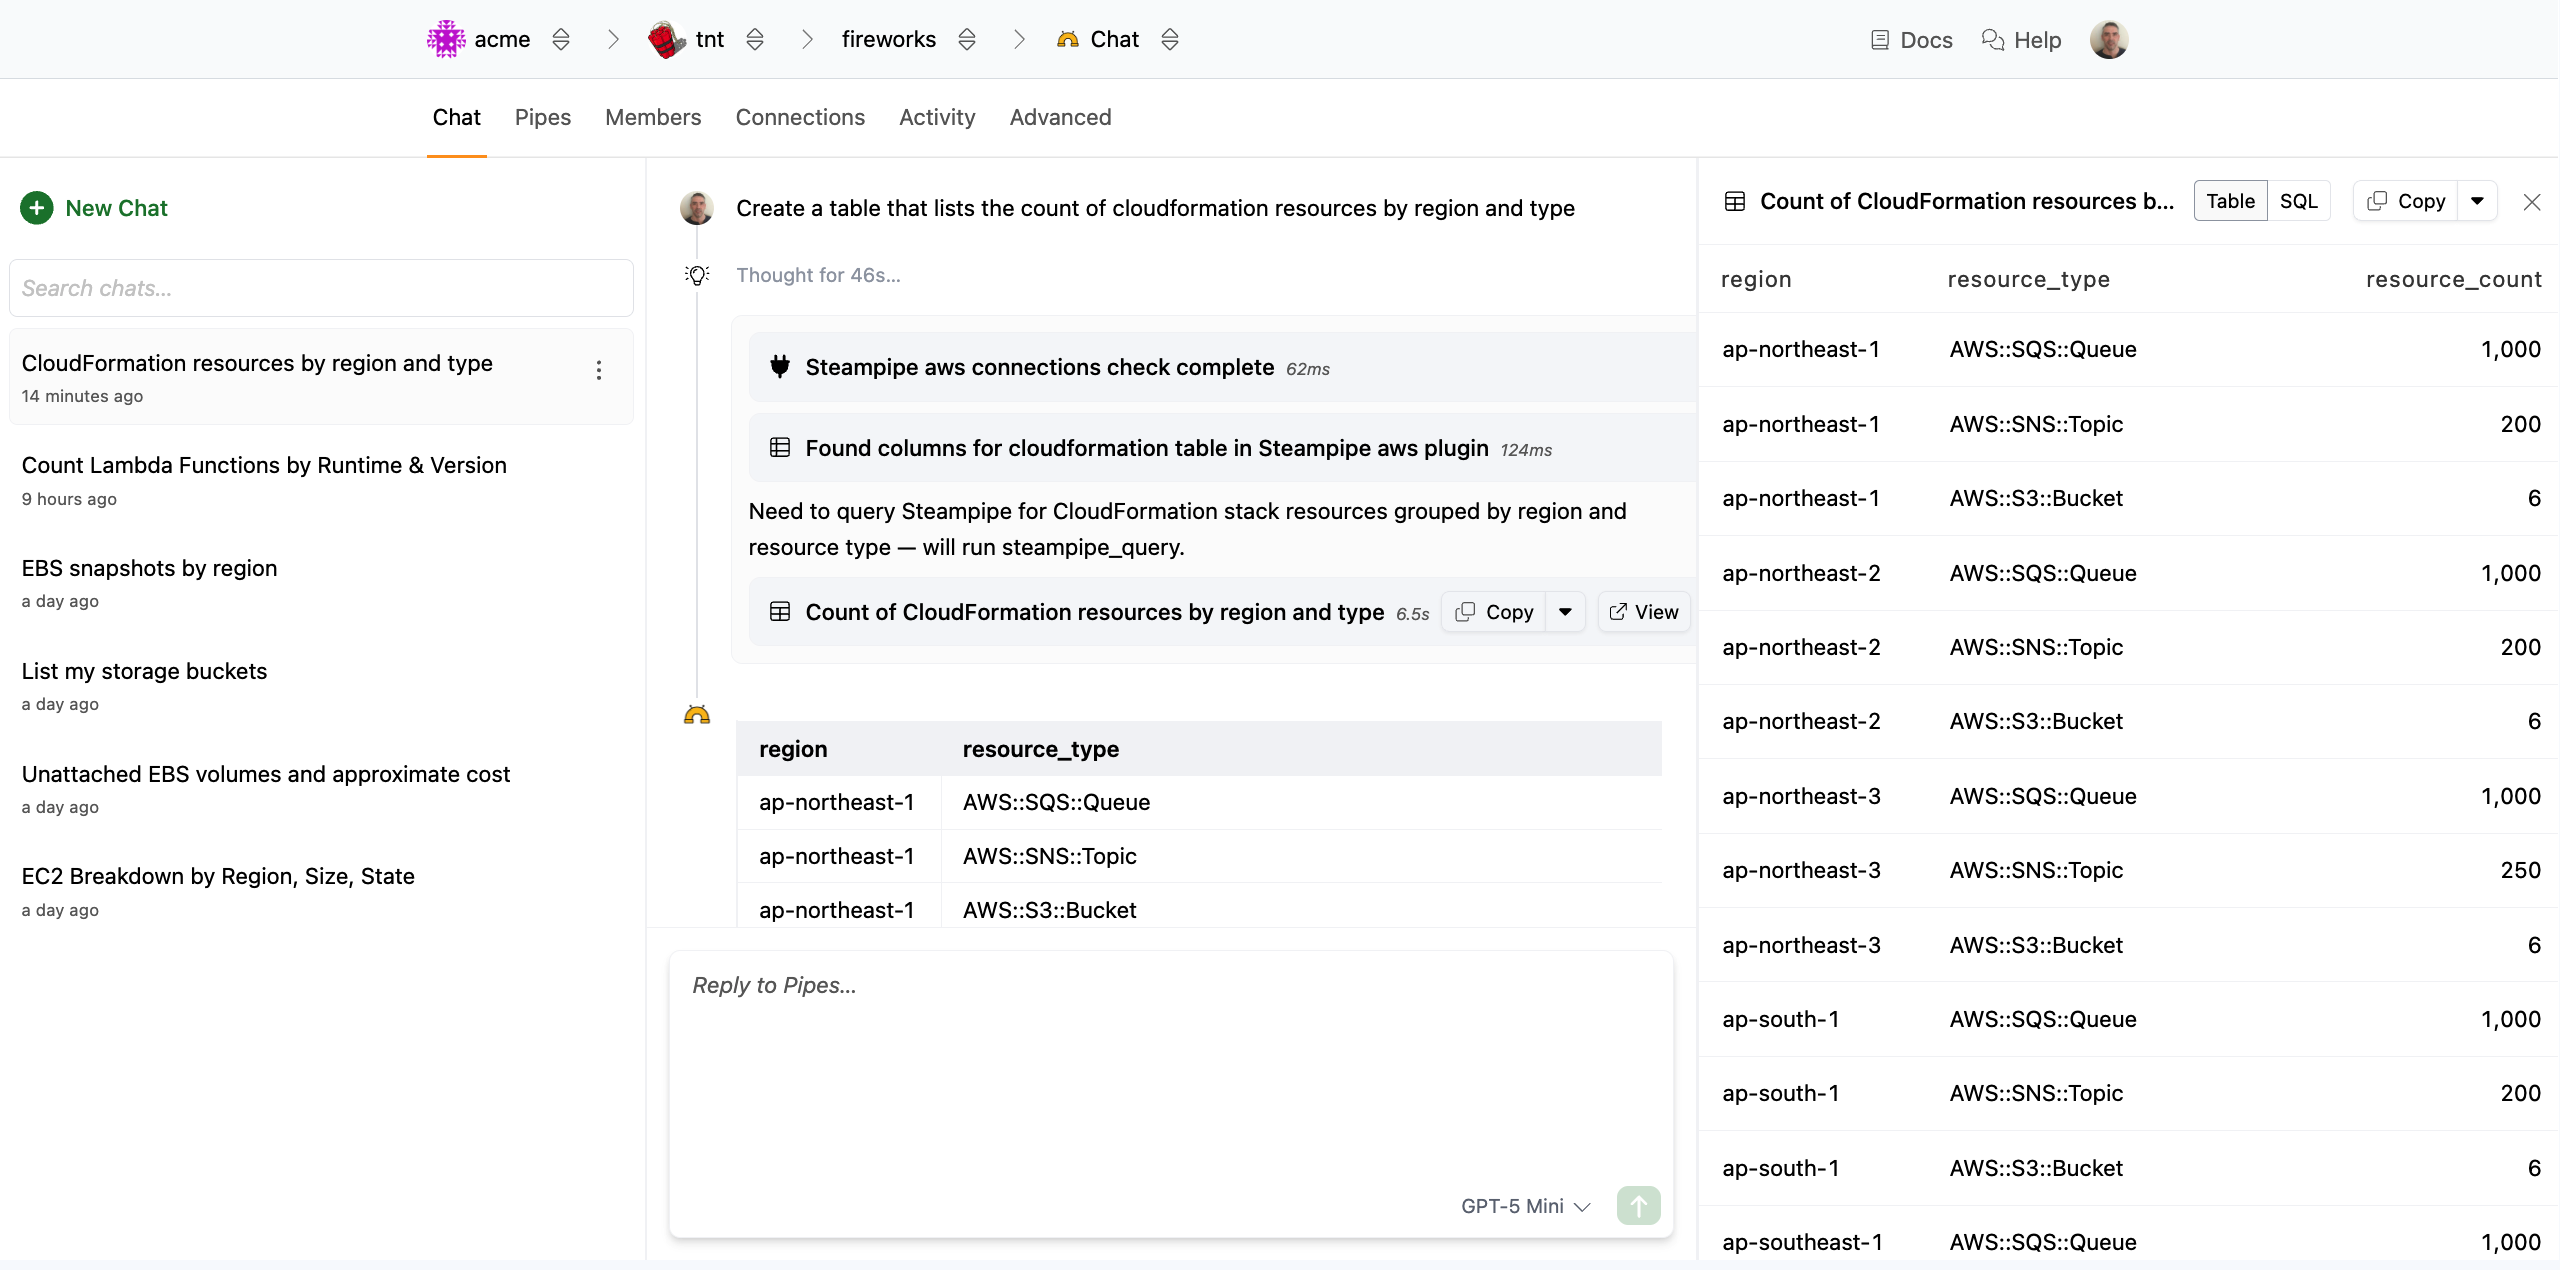 acme
tnt
fireworks
Chat
Docs
Help
Chat
Pipes
Members
Connections
Activity
Advanced
New Chat
Search chats...
CloudFormation resources by region and type
14 minutes ago
Count Lambda Functions by Runtime & Version
9 hours ago
EBS snapshots by region
a day ago
List my storage buckets
a day ago
Unattached EBS volumes and approximate cost
a day ago
EC2 Breakdown by Region, Size, State
a day ago
Create a table that lists the count of cloudformation resources by region and type
Thought for 46s...
Steampipe aws connections check complete 62ms
Found columns for cloudformation table in Steampipe aws plugin 124ms
Need to query Steampipe for CloudFormation stack resources grouped by region and
resource type — will run steampipe_query.
Count of CloudFormation resources by region and type 6.5s Copy View
region resource_type
ap-northeast-1 AWS::SQS::Queue
ap-northeast-1 AWS::SNS::Topic
ap-northeast-1 AWS::S3::Bucket
Reply to Pipes...
GPT-5 Mini
Count of CloudFormation resources b... Table SQL Copy
region resource_type resource_count
ap-northeast-1 AWS::SQS::Queue 1,000
ap-northeast-1 AWS::SNS::Topic 200
ap-northeast-1 AWS::S3::Bucket 6
ap-northeast-2 AWS::SQS::Queue 1,000
ap-northeast-2 AWS::SNS::Topic 200
ap-northeast-2 AWS::S3::Bucket 6
ap-northeast-3 AWS::SQS::Queue 1,000
ap-northeast-3 AWS::SNS::Topic 250
ap-northeast-3 AWS::S3::Bucket 6
ap-south-1 AWS::SQS::Queue 1,000
ap-south-1 AWS::SNS::Topic 200
ap-south-1 AWS::S3::Bucket 6
ap-southeast-1 AWS::SQS::Queue 1,000